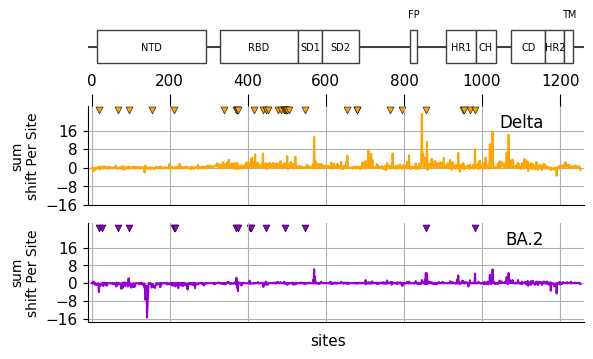 FP TM
NTD RBD SD1 SD2 HR1 CH CD HR2
0 200 400 600 800 1000 1200
Delta
16
8
0
−8
−16
sum
shift Per Site
BA.2
16
8
0
−8
−16
sum
shift Per Site
sites